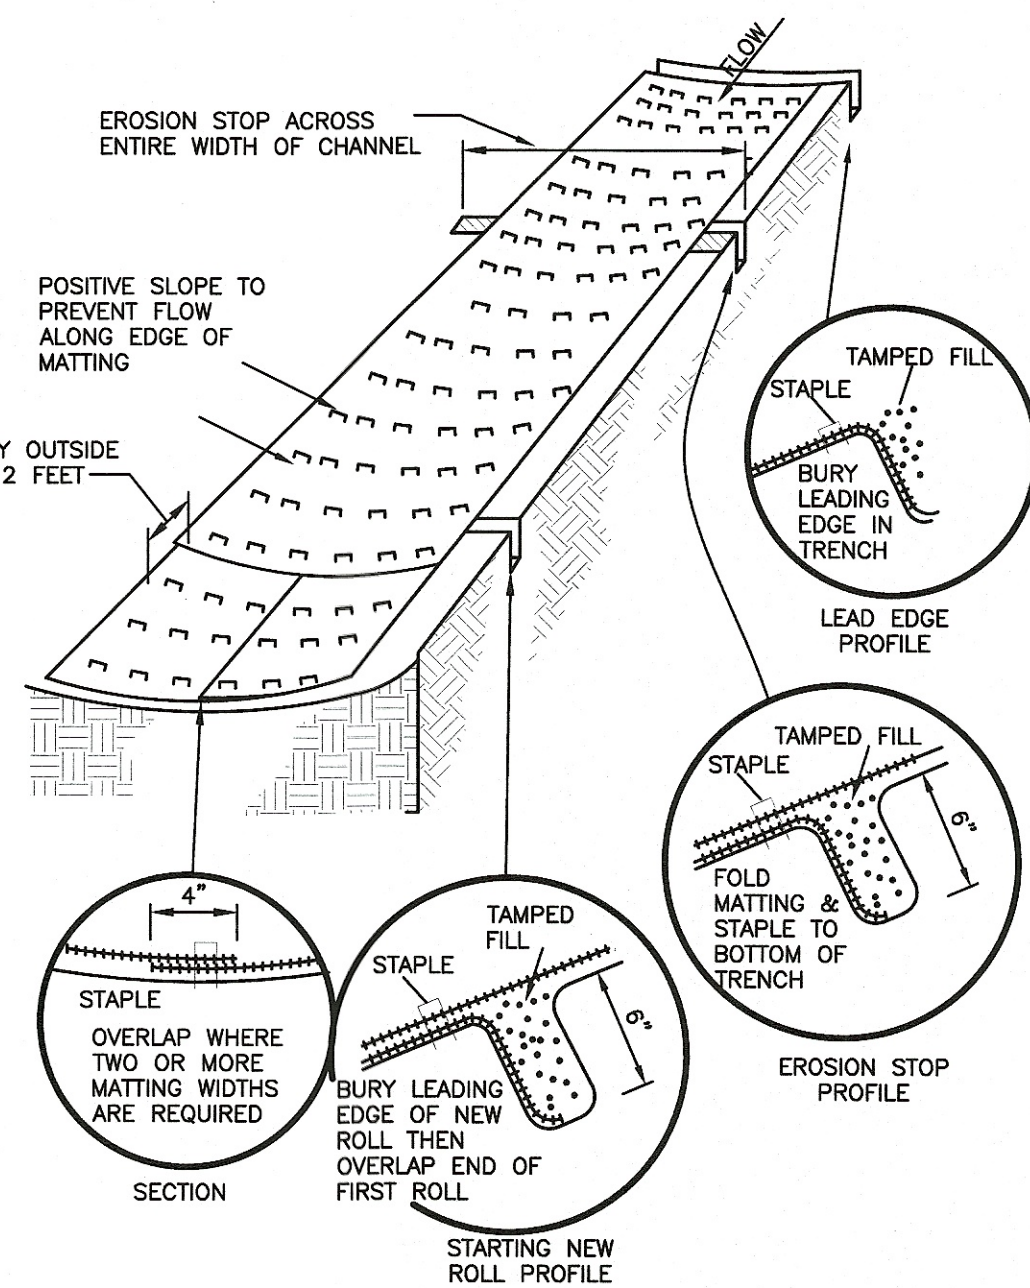 FLOW
EROSION STOP ACROSS
ENTIRE WIDTH OF CHANNEL
POSITIVE SLOPE TO
PREVENT FLOW
ALONG EDGE OF
MATTING
Y OUTSIDE
2 FEET
TAMPED FILL
STAPLE
BURY
LEADING
EDGE IN
TRENCH
LEAD EDGE
PROFILE
TAMPED FILL
STAPLE
6"
FOLD
MATTING &
STAPLE TO
BOTTOM OF
TRENCH
EROSION STOP
PROFILE
4"
STAPLE
OVERLAP WHERE
TWO OR MORE
MATTING WIDTHS
ARE REQUIRED
SECTION
TAMPED
FILL
STAPLE
6"
BURY LEADING
EDGE OF NEW
ROLL THEN
OVERLAP END OF
FIRST ROLL
STARTING NEW
ROLL PROFILE